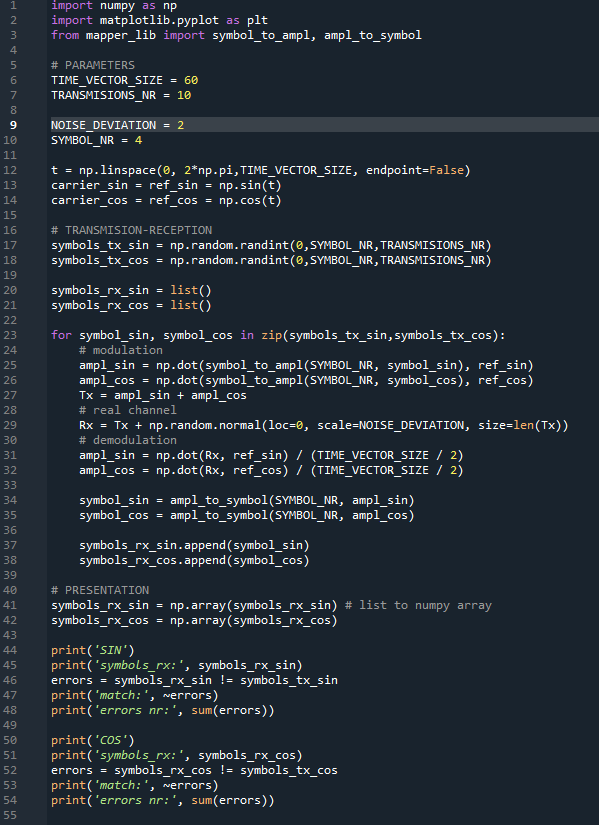 1 import numpy as np
2 import matplotlib.pyplot as plt
3 from mapper_lib import symbol_to_ampl, ampl_to_symbol
4
5 # PARAMETERS
6 TIME_VECTOR_SIZE = 60
7 TRANSMISIONS_NR = 10
8
9 NOISE_DEVIATION = 2
10 SYMBOL_NR = 4
11
12 t = np.linspace(0, 2*np.pi,TIME_VECTOR_SIZE, endpoint=False)
13 carrier_sin = ref_sin = np.sin(t)
14 carrier_cos = ref_cos = np.cos(t)
15
16 # TRANSMISION-RECEPTION
17 symbols_tx_sin = np.random.randint(0,SYMBOL_NR,TRANSMISIONS_NR)
18 symbols_tx_cos = np.random.randint(0,SYMBOL_NR,TRANSMISIONS_NR)
19
20 symbols_rx_sin = list()
21 symbols_rx_cos = list()
22
23 for symbol_sin, symbol_cos in zip(symbols_tx_sin,symbols_tx_cos):
24     # modulation
25     ampl_sin = np.dot(symbol_to_ampl(SYMBOL_NR, symbol_sin), ref_sin)
26     ampl_cos = np.dot(symbol_to_ampl(SYMBOL_NR, symbol_cos), ref_cos)
27     Tx = ampl_sin + ampl_cos
28     # real channel
29     Rx = Tx + np.random.normal(loc=0, scale=NOISE_DEVIATION, size=len(Tx))
30     # demodulation
31     ampl_sin = np.dot(Rx, ref_sin) / (TIME_VECTOR_SIZE / 2)
32     ampl_cos = np.dot(Rx, ref_cos) / (TIME_VECTOR_SIZE / 2)
33
34     symbol_sin = ampl_to_symbol(SYMBOL_NR, ampl_sin)
35     symbol_cos = ampl_to_symbol(SYMBOL_NR, ampl_cos)
36
37     symbols_rx_sin.append(symbol_sin)
38     symbols_rx_cos.append(symbol_cos)
39
40 # PRESENTATION
41 symbols_rx_sin = np.array(symbols_rx_sin) # list to numpy array
42 symbols_rx_cos = np.array(symbols_rx_cos)
43
44 print('SIN')
45 print('symbols_rx:', symbols_rx_sin)
46 errors = symbols_rx_sin != symbols_tx_sin
47 print('match:', ~errors)
48 print('errors nr:', sum(errors))
49
50 print('COS')
51 print('symbols_rx:', symbols_rx_cos)
52 errors = symbols_rx_cos != symbols_tx_cos
53 print('match:', ~errors)
54 print('errors nr:', sum(errors))
55